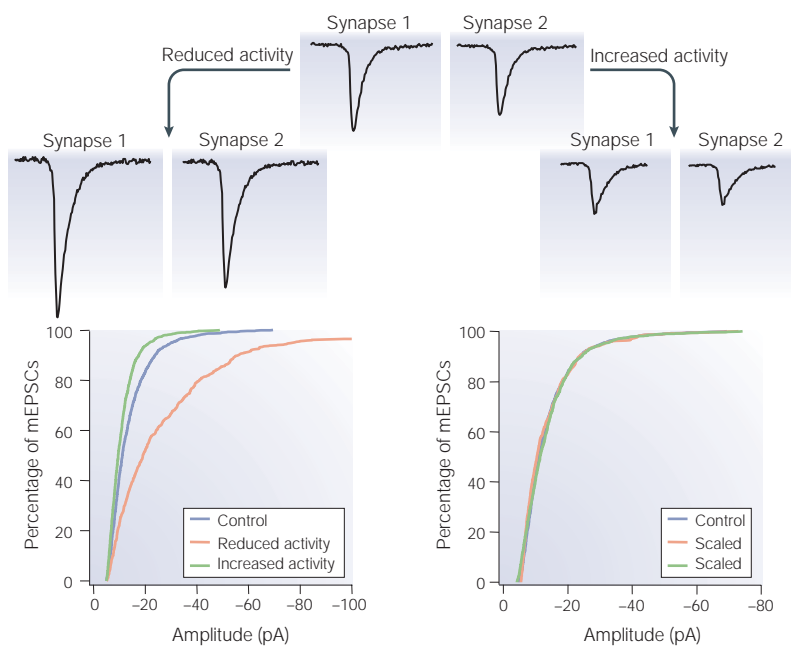 Synapse 1
Synapse 2
Reduced activity
Increased activity
Synapse 1
Synapse 2
Synapse 1
Synapse 2
Percentage of mEPSCs
100
80
60
40
20
0
Control
Reduced activity
Increased activity
0 –20 –40 –60 –80 –100
Amplitude (pA)
Percentage of mEPSCs
100
80
60
40
20
0
Control
Scaled
Scaled
0 –20 –40 –60 –80
Amplitude (pA)